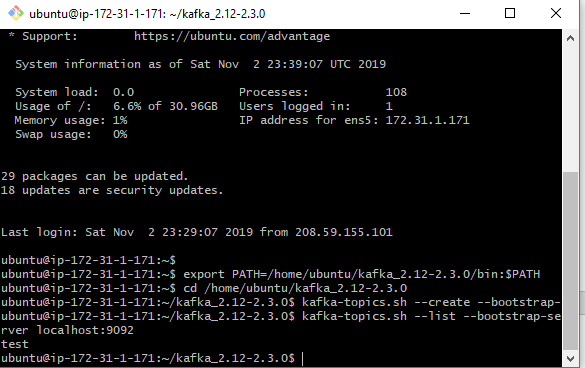 ubuntu@ip-172-31-1-171: ~/kafka_2.12-2.3.0
* Support:        https://ubuntu.com/advantage
System information as of Sat Nov  2 23:39:07 UTC 2019
System load:  0.0                Processes:           108
Usage of /:   6.6% of 30.96GB   Users logged in:     1
Memory usage: 1%                 IP address for ens5: 172.31.1.171
Swap usage:   0%
29 packages can be updated.
18 updates are security updates.
Last login: Sat Nov  2 23:29:07 2019 from 208.59.155.101
ubuntu@ip-172-31-1-171:~$
ubuntu@ip-172-31-1-171:~$ export PATH=/home/ubuntu/kafka_2.12-2.3.0/bin:$PATH
ubuntu@ip-172-31-1-171:~$ cd /home/ubuntu/kafka_2.12-2.3.0
ubuntu@ip-172-31-1-171:~/kafka_2.12-2.3.0$ kafka-topics.sh --create --bootstrap-
ubuntu@ip-172-31-1-171:~/kafka_2.12-2.3.0$ kafka-topics.sh --list --bootstrap-se
rver localhost:9092
test
ubuntu@ip-172-31-1-171:~/kafka_2.12-2.3.0$